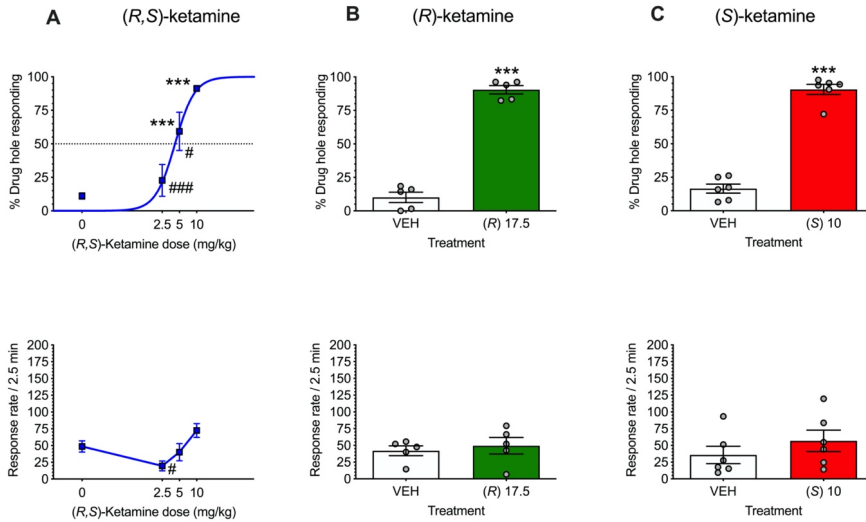 A (R,S)-ketamine
100
75
50
25
0
% Drug hole responding
***
***
#
###
0 2.5 5 10
(R,S)-Ketamine dose (mg/kg)
B (R)-ketamine
100
75
50
25
0
% Drug hole responding
***
VEH (R) 17.5
Treatment
C (S)-ketamine
100
75
50
25
0
% Drug hole responding
***
VEH (S) 10
Treatment
200
175
150
125
100
75
50
25
0
Response rate / 2.5 min
#
0 2.5 5 10
(R,S)-Ketamine dose (mg/kg)
200
175
150
125
100
75
50
25
0
Response rate / 2.5 min
VEH (R) 17.5
Treatment
200
175
150
125
100
75
50
25
0
Response rate / 2.5 min
VEH (S) 10
Treatment